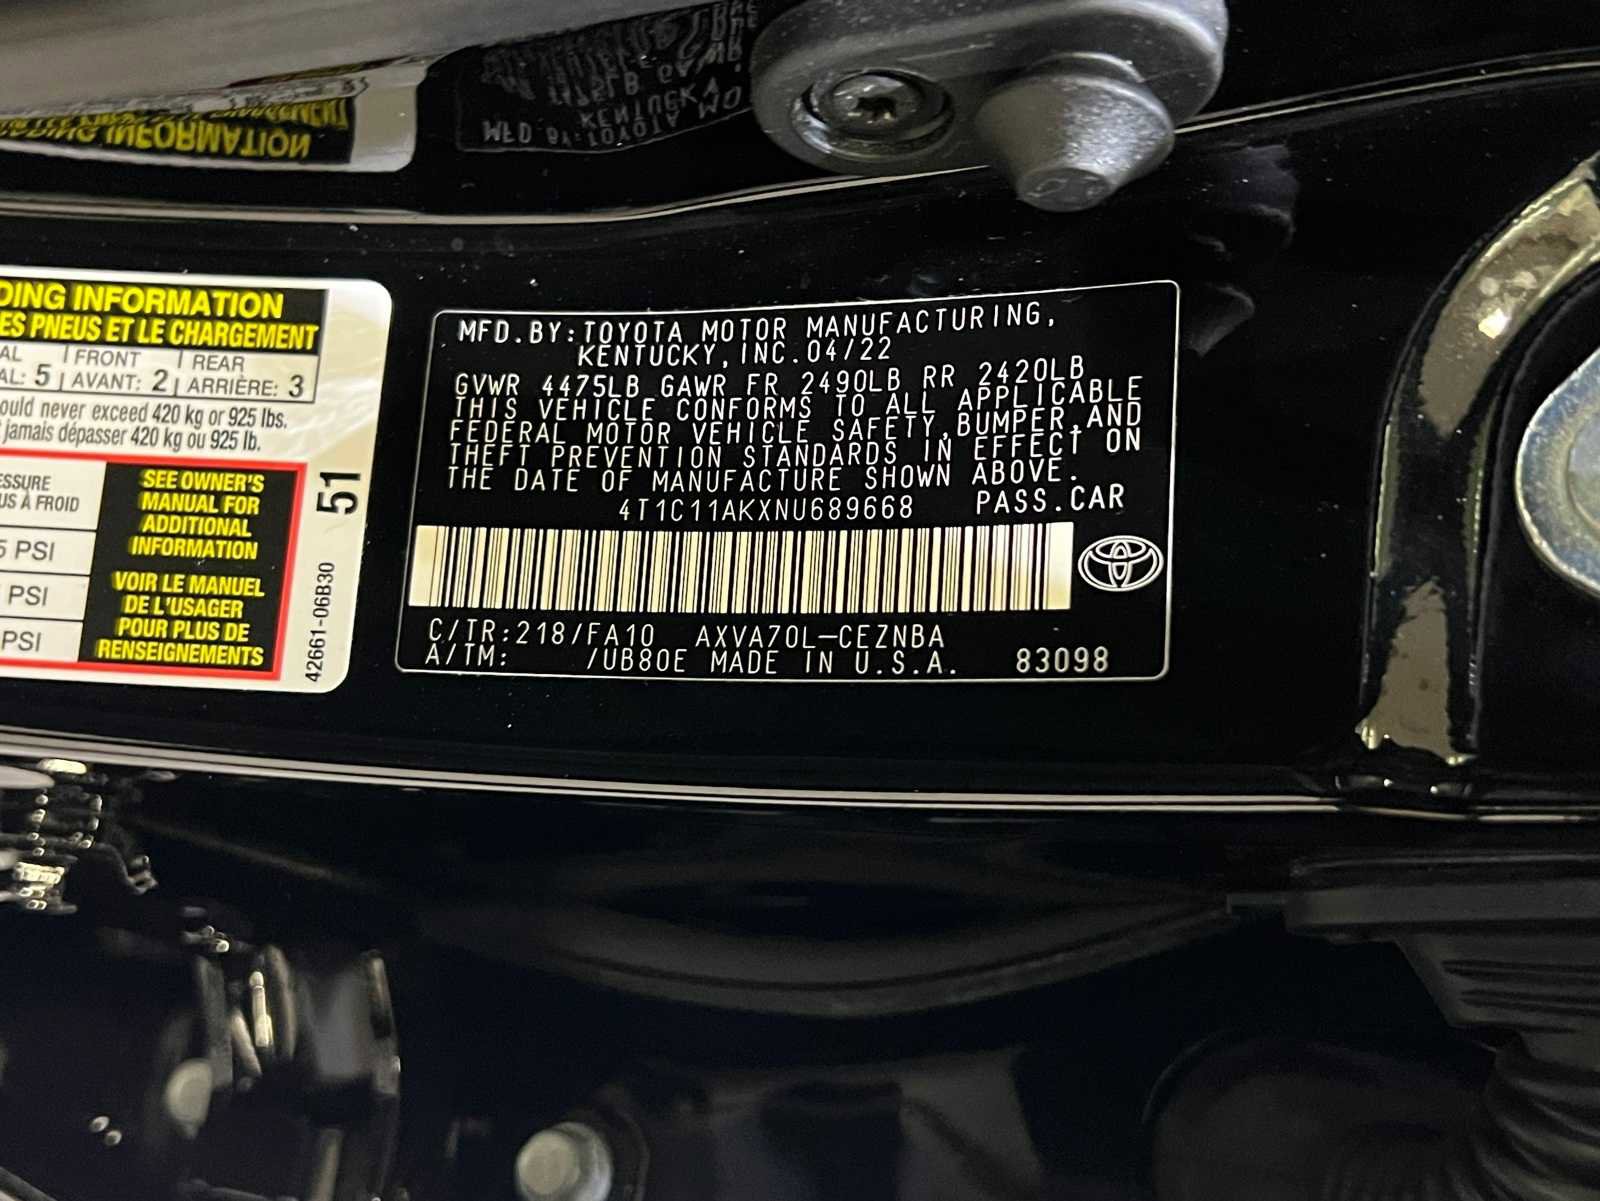 DING INFORMATION
ES PNEUS ET LE CHARGEMENT
AL | FRONT | REAR
AL: 5 | AVANT: 2 | ARRIÈRE: 3
ould never exceed 420 kg or 925 lbs.
jamais dépasser 420 kg ou 925 lb.
ESSURE
US À FROID
5 PSI
PSI
PSI
SEE OWNER'S
MANUAL FOR
ADDITIONAL
INFORMATION
VOIR LE MANUEL
DE L'USAGER
POUR PLUS DE
RENSEIGNEMENTS
51
42661-06B30
MFD.BY:TOYOTA MOTOR MANUFACTURING,
KENTUCKY,INC.04/22
GVWR 4475LB GAWR FR 2490LB RR 2420LB
THIS VEHICLE CONFORMS TO ALL APPLICABLE
FEDERAL MOTOR VEHICLE SAFETY,BUMPER,AND
THEFT PREVENTION STANDARDS IN EFFECT ON
THE DATE OF MANUFACTURE SHOWN ABOVE.
4T1C11AKXNU689668 PASS.CAR
C/TR:218/FA10 AXVA70L-CEZNBA
A/TM: /UB80E MADE IN U.S.A. 83098